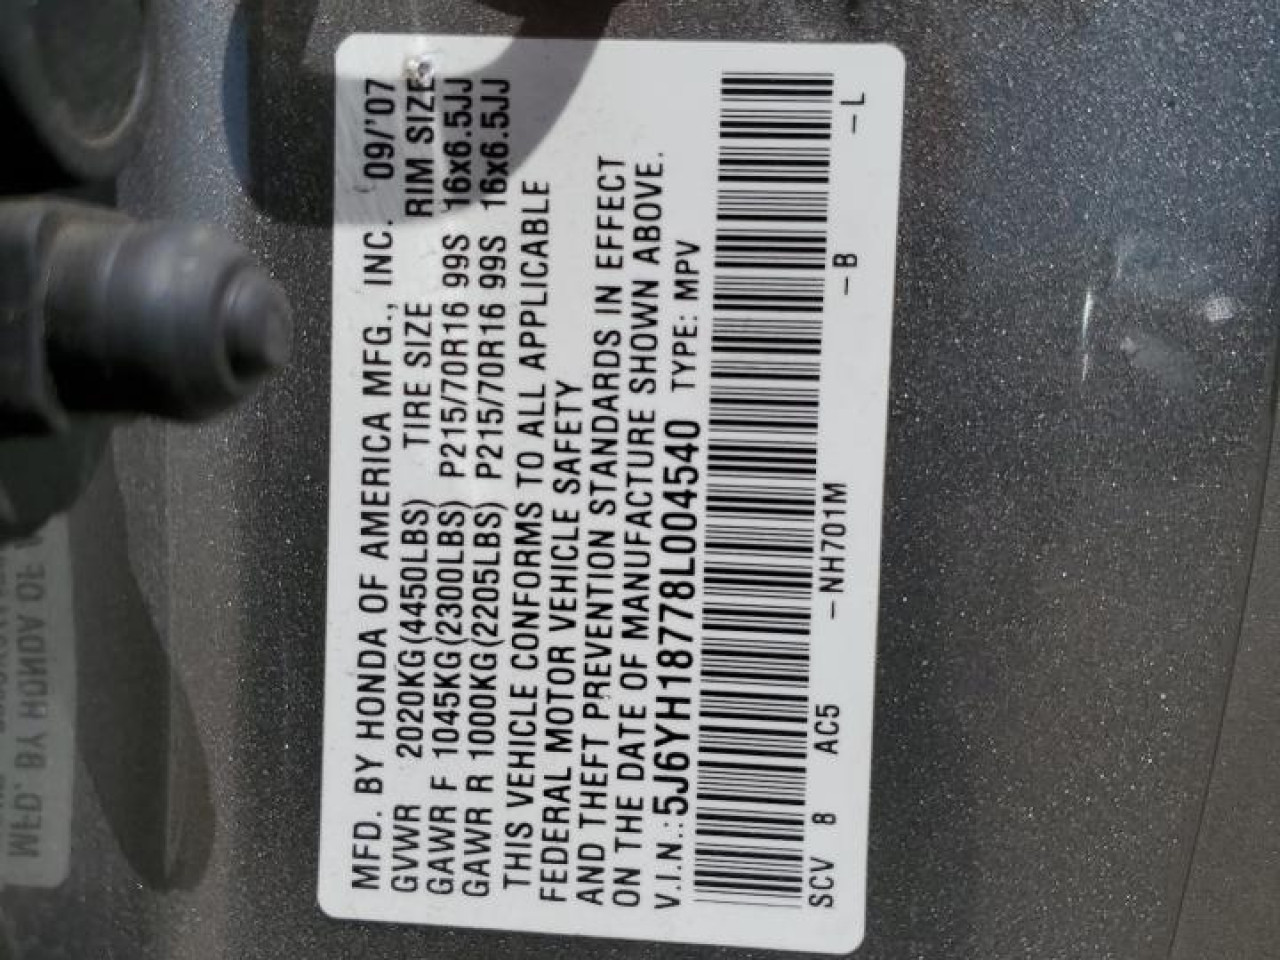 MFD. BY HONDA OF AMERICA MFG., INC. 09/'07
GVWR 2020KG(4450LBS) TIRE SIZE RIM SIZE
GAWR F 1045KG(2300LBS) P215/70R16 99S 16x6.5JJ
GAWR R 1000KG(2205LBS) P215/70R16 99S 16x6.5JJ
THIS VEHICLE CONFORMS TO ALL APPLICABLE
FEDERAL MOTOR VEHICLE SAFETY
AND THEFT PREVENTION STANDARDS IN EFFECT
ON THE DATE OF MANUFACTURE SHOWN ABOVE.
V.I.N.: 5J6YH18778L004540 TYPE: MPV
SCV B AC5 -NH701M -B -L
MFD. BY HONDA OF